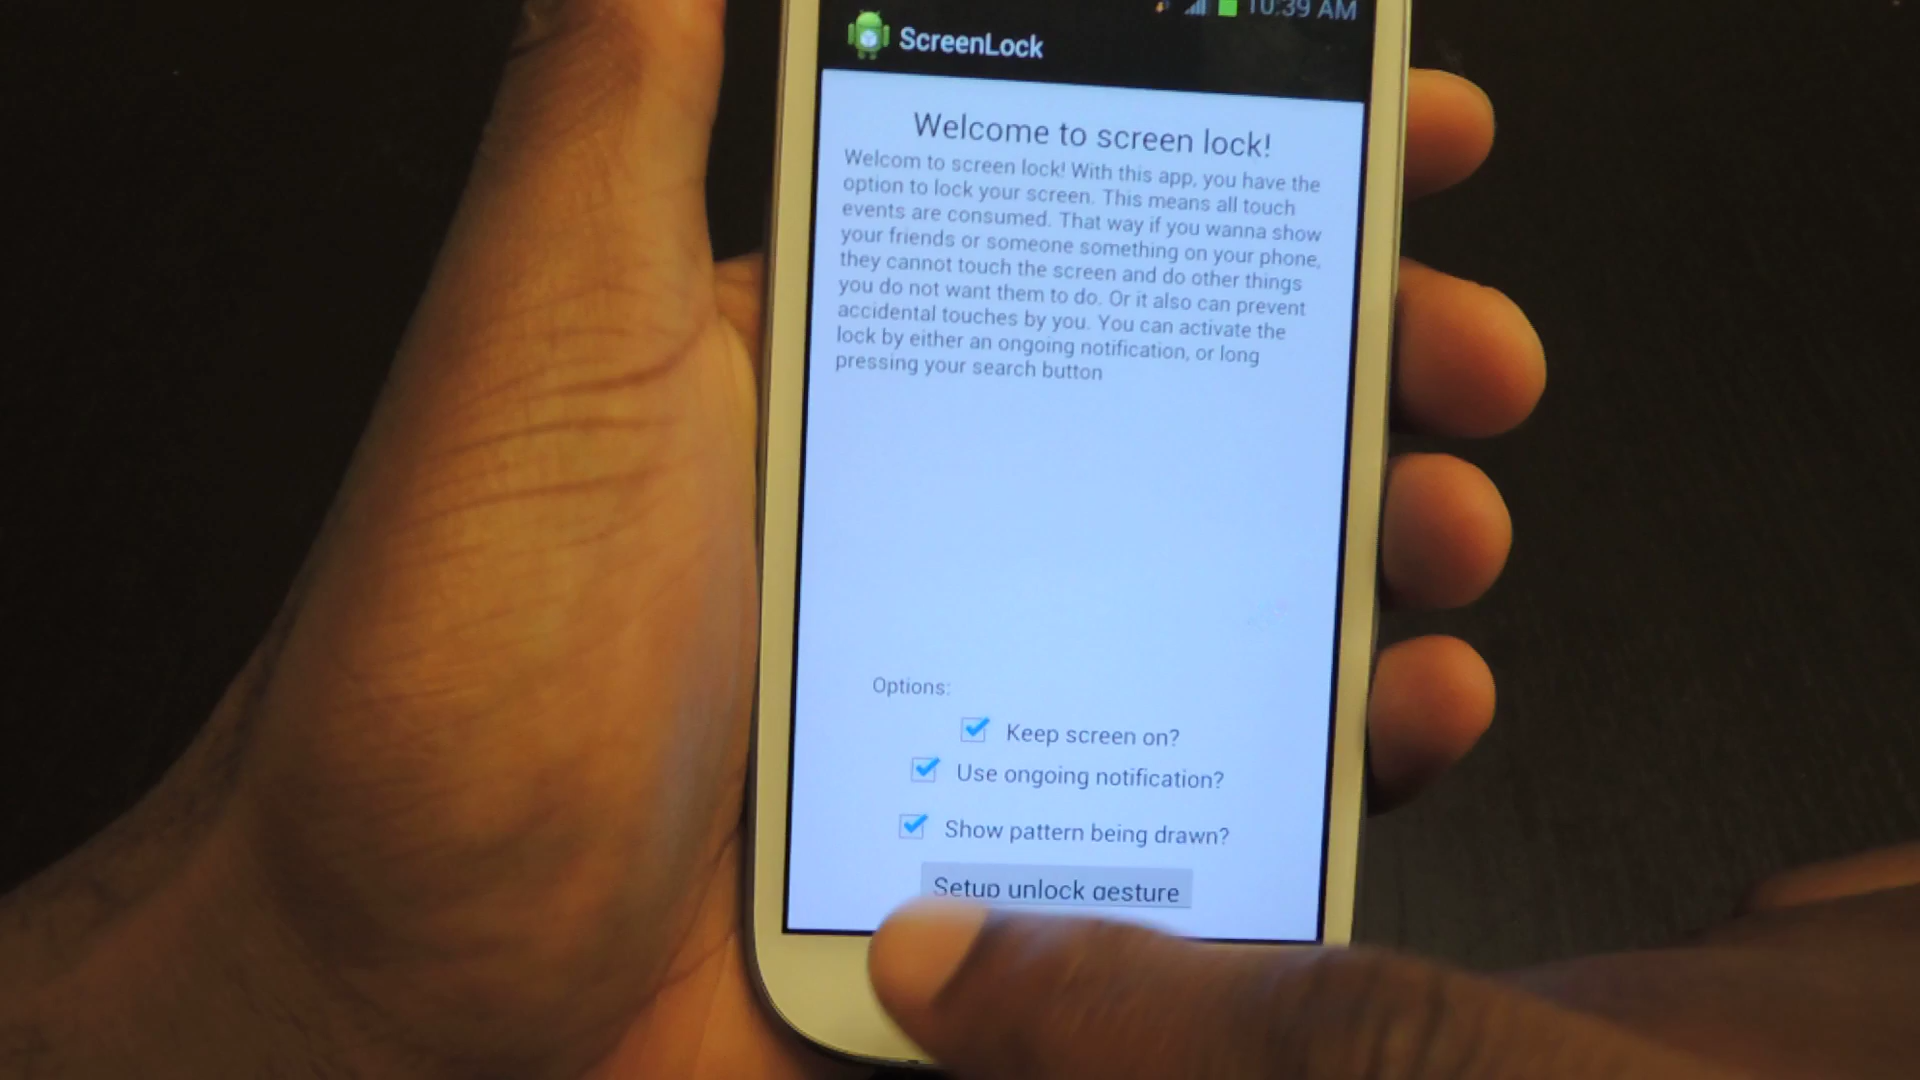 10:39 AM
ScreenLock
Welcome to screen lock!
Welcom to screen lock! With this app, you have the
option to lock your screen. This means all touch
events are consumed. That way if you wanna show
your friends or someone something on your phone,
they cannot touch the screen and do other things
you do not want them to do. Or it also can prevent
accidental touches by you. You can activate the
lock by either an ongoing notification, or long
pressing your search button
Options:
Keep screen on?
Use ongoing notification?
Show pattern being drawn?
Setup unlock gesture